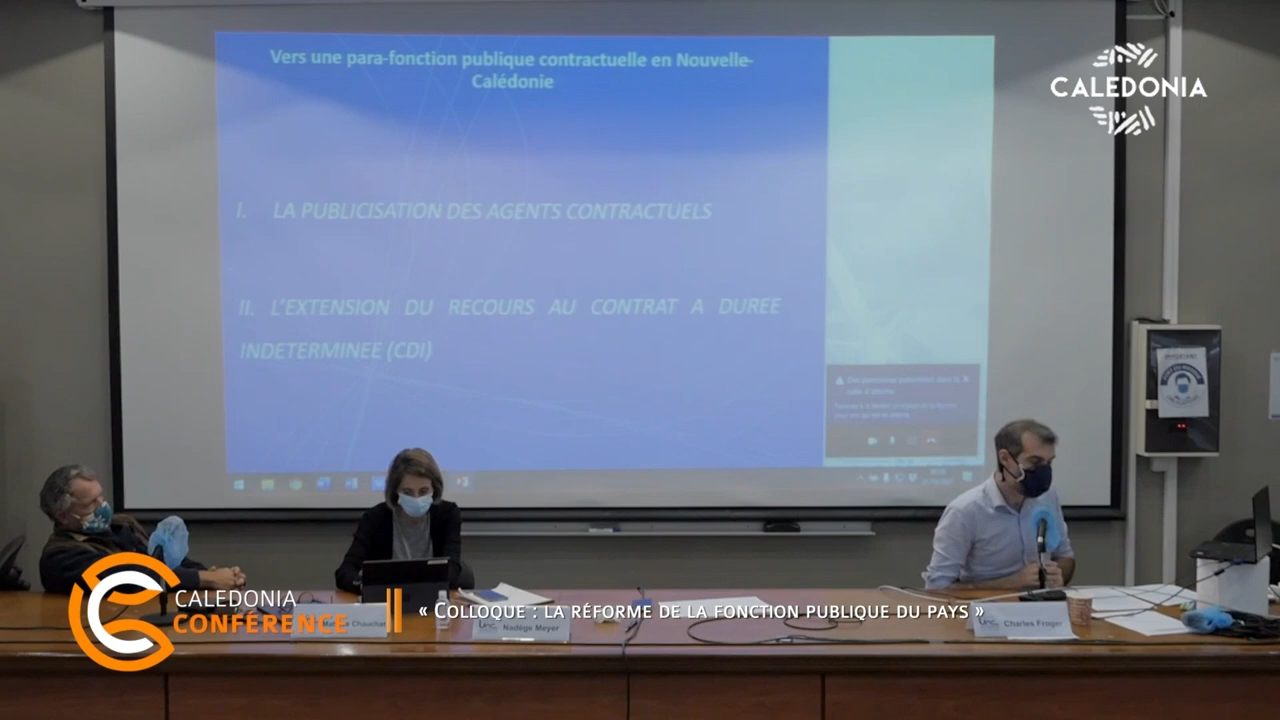 Vers une para-fonction publique contractuelle en Nouvelle-
Calédonie
CALEDONIA
I. LA PUBLICISATION DES AGENTS CONTRACTUELS
II. L'EXTENSION DU RECOURS AU CONTRAT A DUREE
INDETERMINEE (CDI)
CALEDONIA
CONFÉRENCE
« Colloque : la réforme de la fonction publique du pays »
Nadège Meyer
Charles Froger